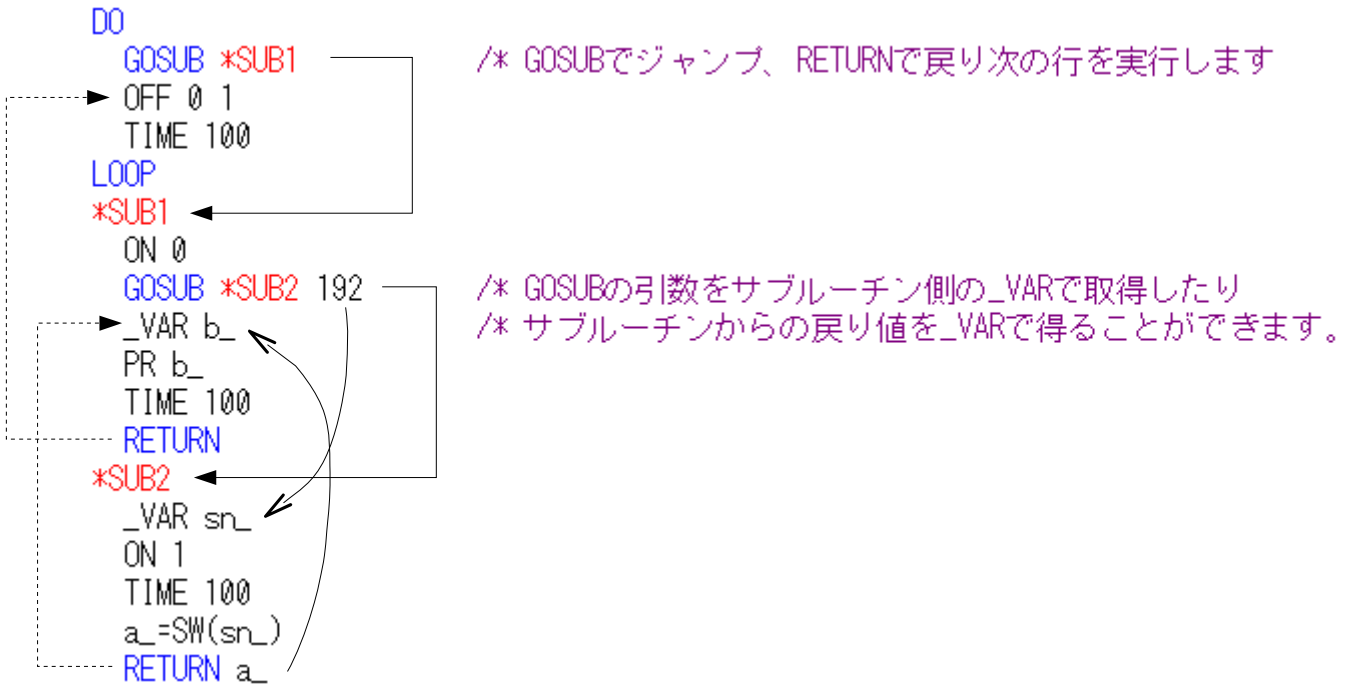 DO
GOSUB *SUB1 /* GOSUBでジャンプ、RETURNで戻り次の行を実行します
OFF 0 1
TIME 100
LOOP
*SUB1
ON 0
GOSUB *SUB2 192 /* GOSUBの引数をサブルーチン側の_VARで取得したり
_VAR b_ /* サブルーチンからの戻り値を_VARで得ることができます。
PR b_
TIME 100
RETURN
*SUB2
_VAR sn_
ON 1
TIME 100
a_=SW(sn_)
RETURN a_